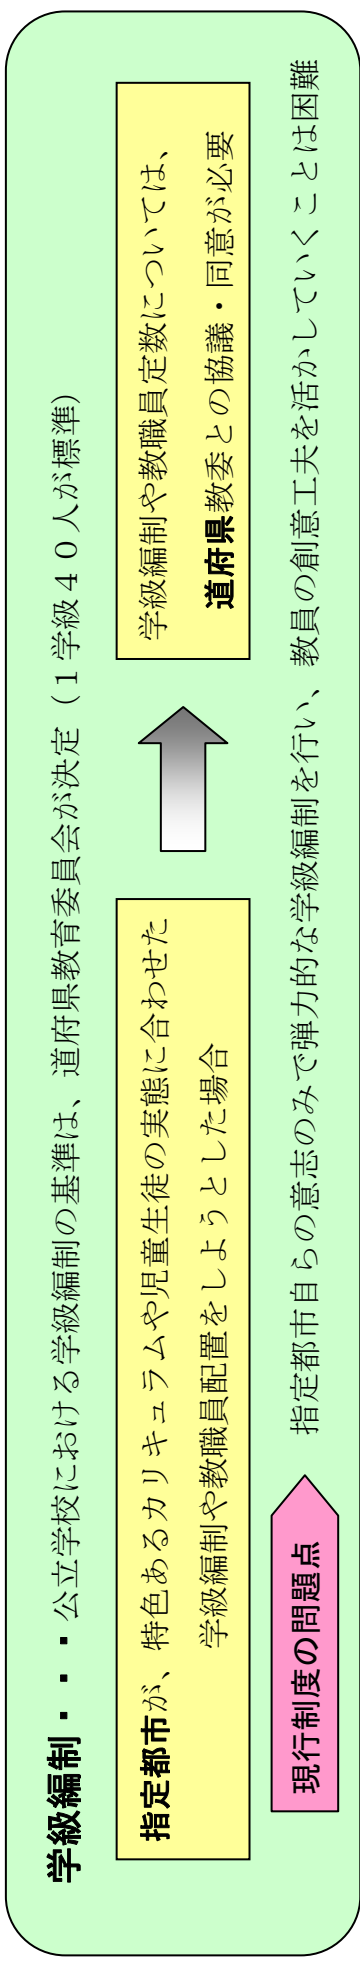 学級編制・・・公立学校における学級編制の基準は、道府県教育委員会が決定(1学級40人が標準)
指定都市が、特色あるカリキュラムや児童生徒の実態に合わせた
学級編制や教職員配置をしようとした場合
学級編制や教職員定数については、
道府県教委との協議・同意が必要
現行制度の問題点
指定都市自らの意志のみで弾力的な学級編制を行い、教員の創意工夫を活かしていくことは困難